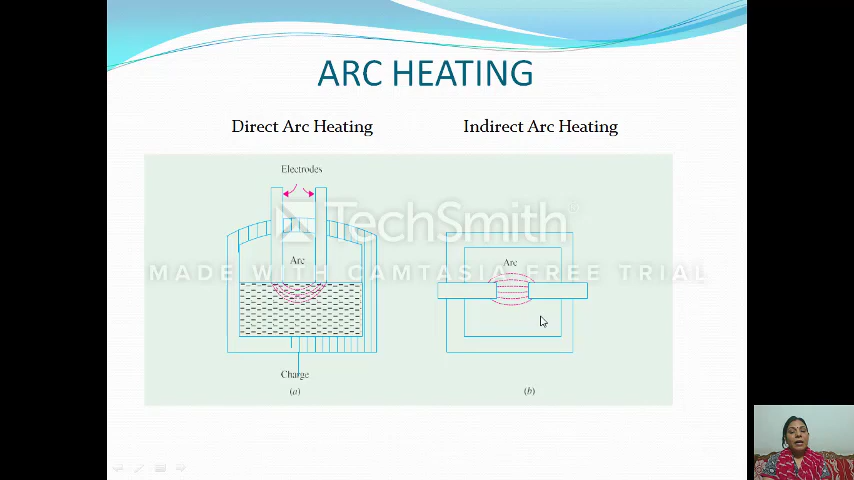 ARC HEATING
Direct Arc Heating
Indirect Arc Heating
Electrodes
TechSmith
Arc
Arc
MADE WITH CAMTASIA FREE TRIAL
Charge
(a)
(b)